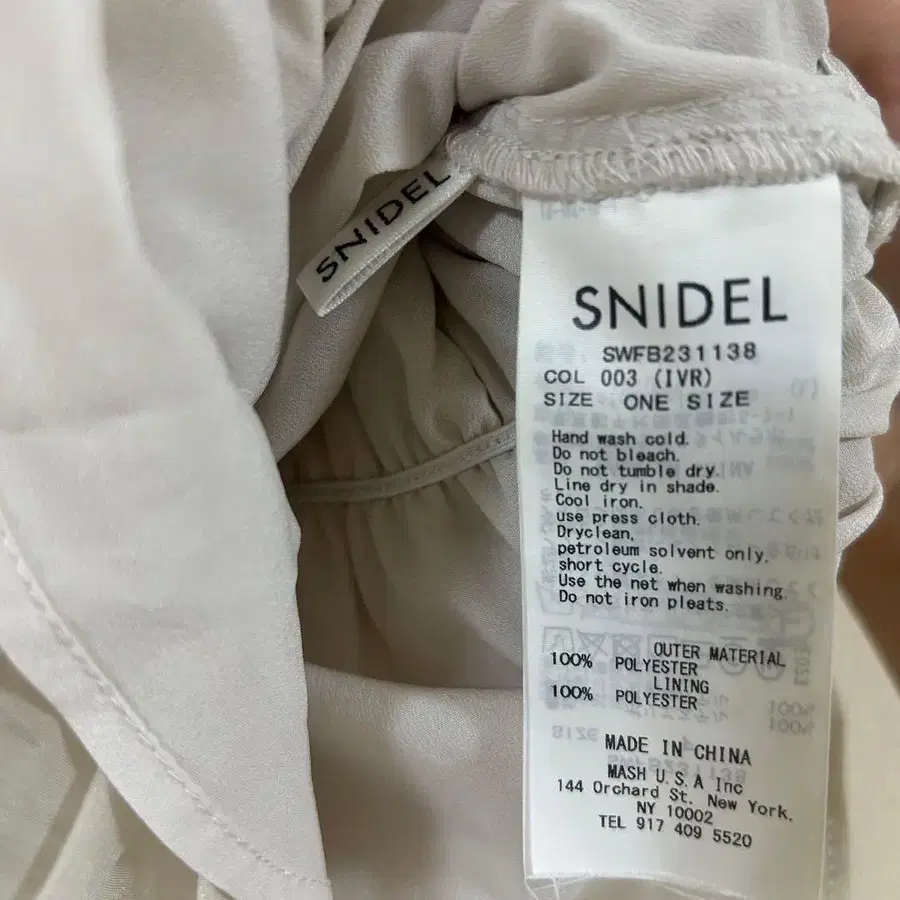 SNIDEL
SNIDEL
SWFB231138
COL 003 (IVR)
SIZE ONE SIZE
Hand wash cold.
Do not bleach.
Do not tumble dry.
Line dry in shade.
Cool iron.
use press cloth.
Dryclean,
petroleum solvent only,
short cycle.
Use the net when washing.
Do not iron pleats.
OUTER MATERIAL
100% POLYESTER
LINING
100% POLYESTER
MADE IN CHINA
MASH U.S.A Inc
144 Orchard St. New York,
NY 10002
TEL 917 409 5520